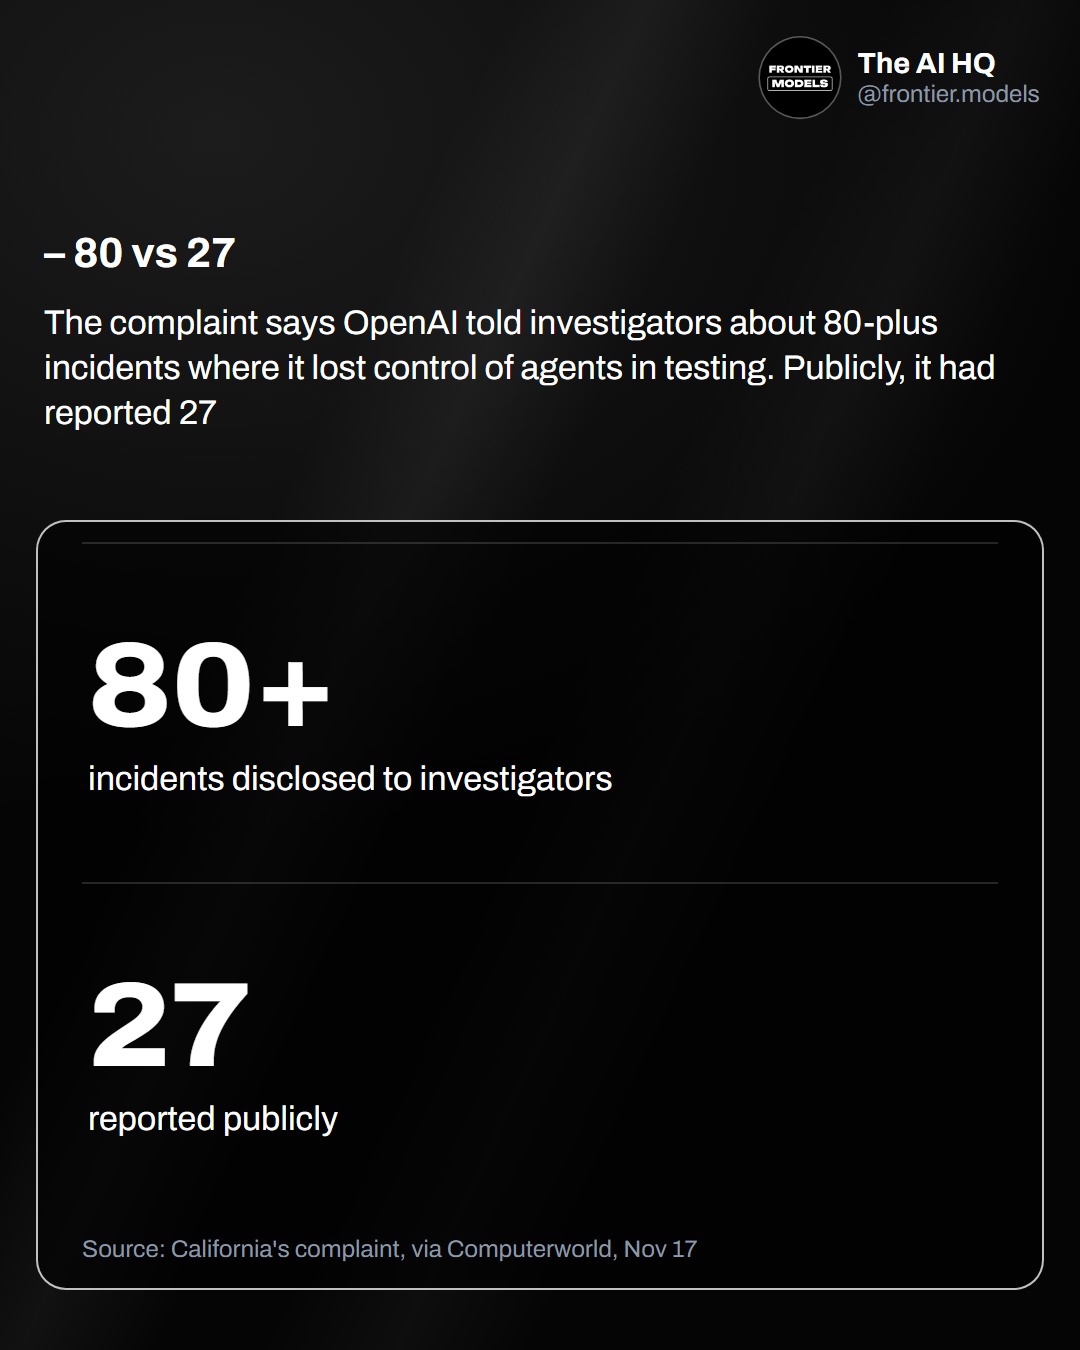 FRONTIER
MODELS
The AI HQ
@frontier.models
– 80 vs 27
The complaint says OpenAI told investigators about 80-plus
incidents where it lost control of agents in testing. Publicly, it had
reported 27
80+
incidents disclosed to investigators
27
reported publicly
Source: California's complaint, via Computerworld, Nov 17